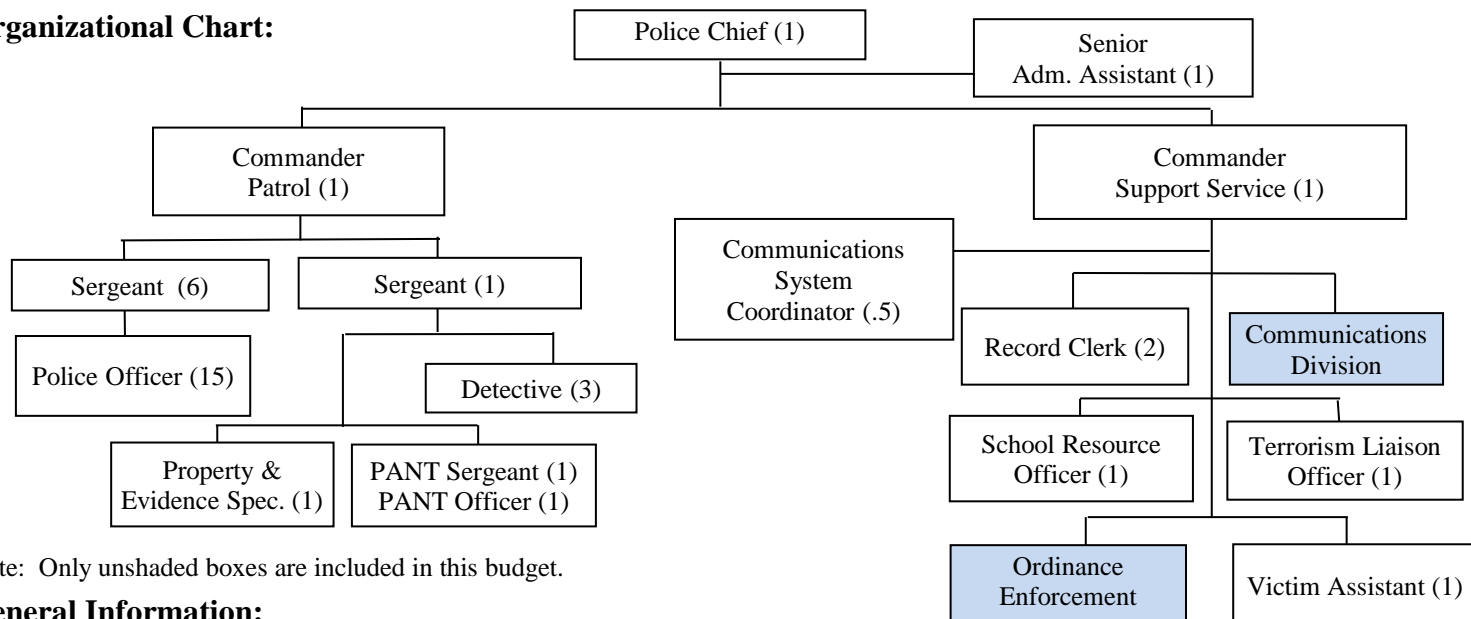 rganizational Chart:
Police Chief (1)
Senior
Adm. Assistant (1)
Commander
Patrol (1)
Commander
Support Service (1)
Sergeant (6)
Sergeant (1)
Communications
System
Coordinator (.5)
Police Officer (15)
Detective (3)
Record Clerk (2)
Communications
Division
Property &
Evidence Spec. (1)
PANT Sergeant (1)
PANT Officer (1)
School Resource
Officer (1)
Terrorism Liaison
Officer (1)
Ordinance
Enforcement
Victim Assistant (1)
te: Only unshaded boxes are included in this budget.
eneral Information: